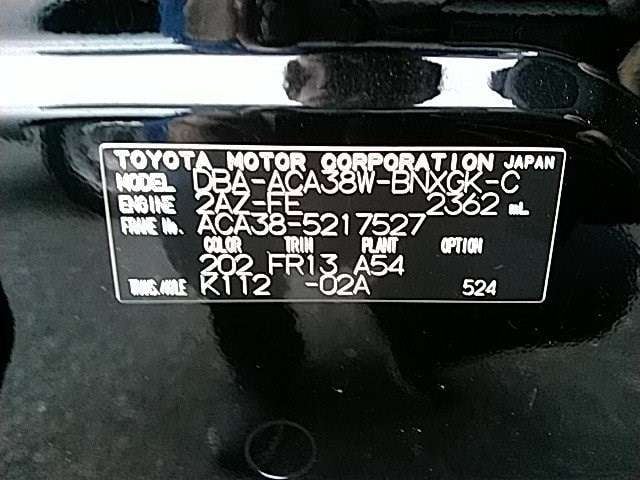 TOYOTA MOTOR CORPORATION JAPAN
MODEL DBA-ACA38W-BNXGK-C
ENGINE 2AZ-FE 2362 mL
FRAME No. ACA38-5217527
COLOR TRIM PLANT OPTION
202 FR13 A54
TRANS./AXLE K112 -02A 524